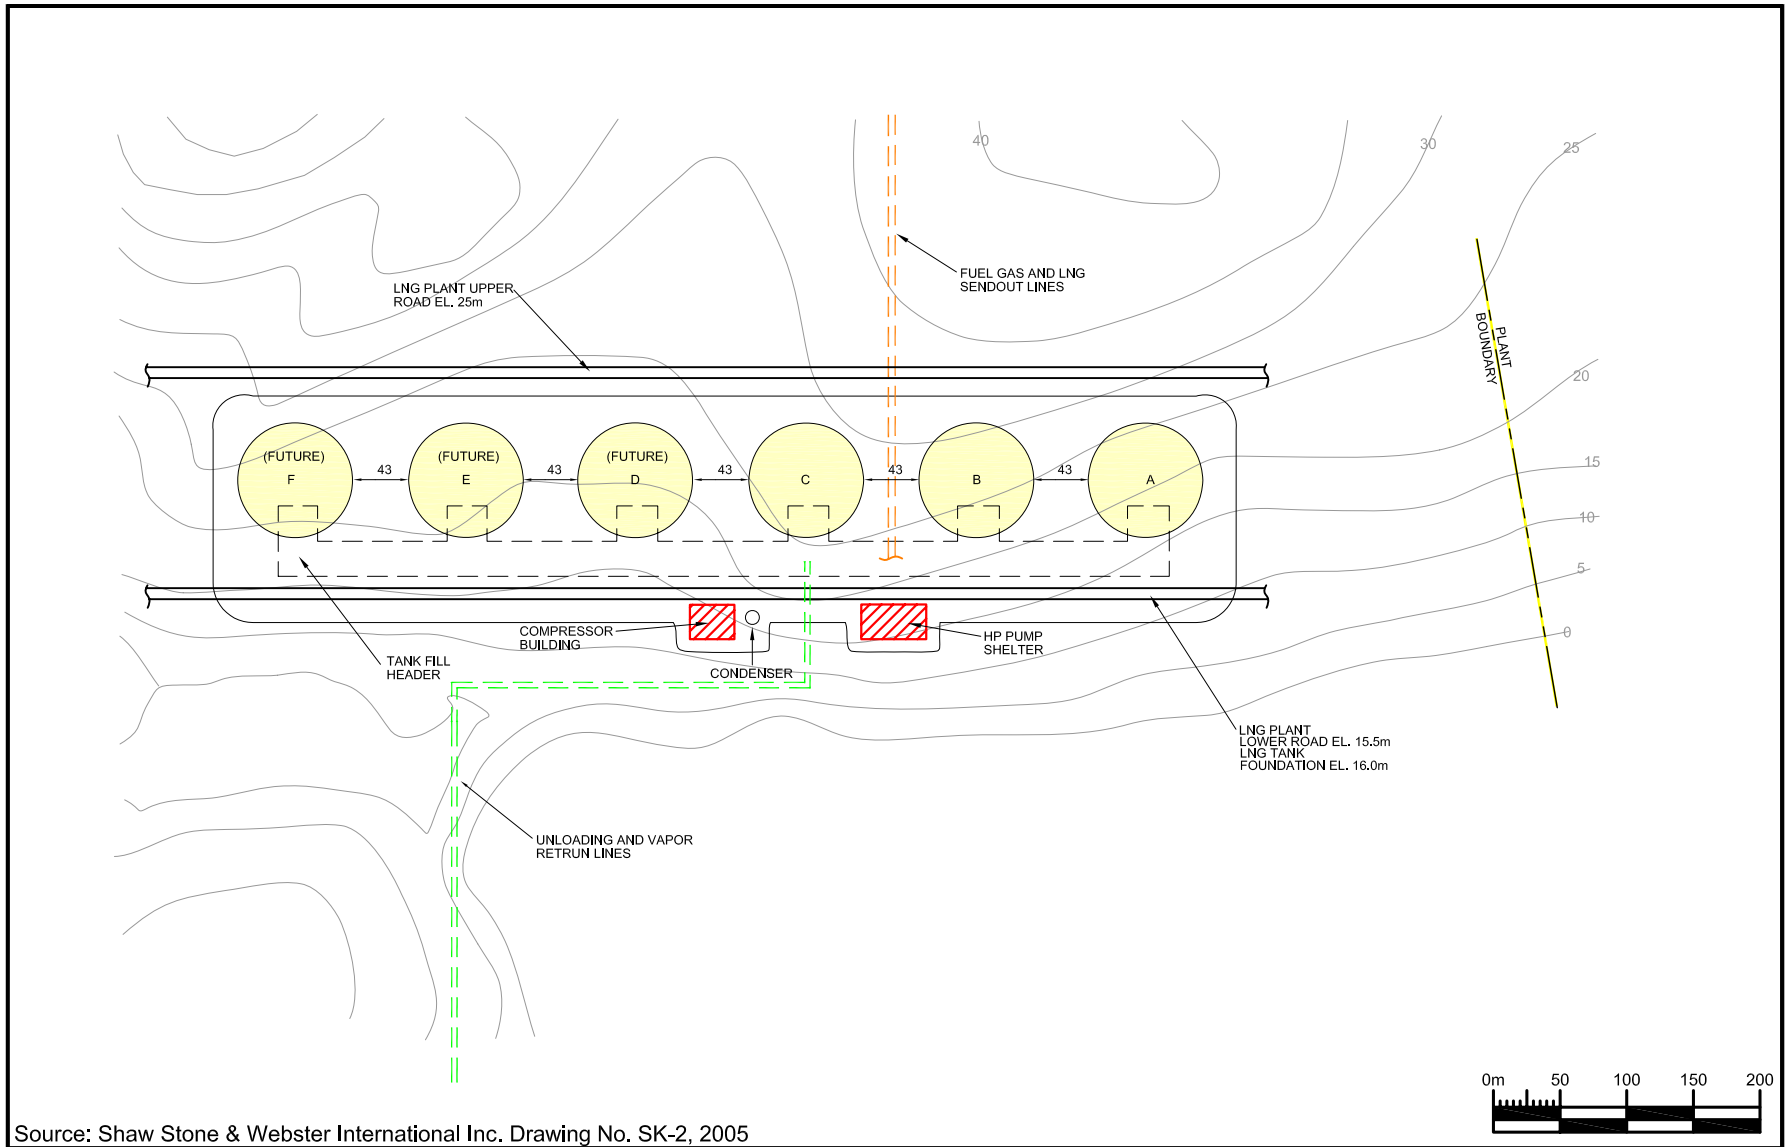 40
30
25
FUEL GAS AND LNG
SENDOUT LINES
LNG PLANT UPPER
ROAD EL. 25m
PLANT
BOUNDARY
20
(FUTURE)
F
43
(FUTURE)
E
43
(FUTURE)
D
43
C
43
B
43
A
15
10
5
0
COMPRESSOR
BUILDING
CONDENSER
HP PUMP
SHELTER
TANK FILL
HEADER
LNG PLANT
LOWER ROAD EL. 15.5m
LNG TANK
FOUNDATION EL. 16.0m
UNLOADING AND VAPOR
RETRUN LINES
0m 50 100 150 200
Source: Shaw Stone & Webster International Inc. Drawing No. SK-2, 2005